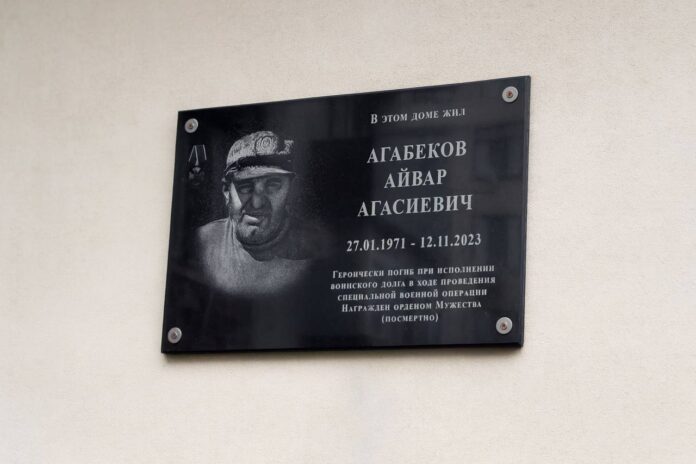 В этом доме жил
АГАБЕКОВ
АЙВАР
АГАСИЕВИЧ
27.01.1971 - 12.11.2023
Героически погиб при исполнении
воинского долга в ходе проведения
специальной военной операции
Награжден орденом Мужества
(посмертно)